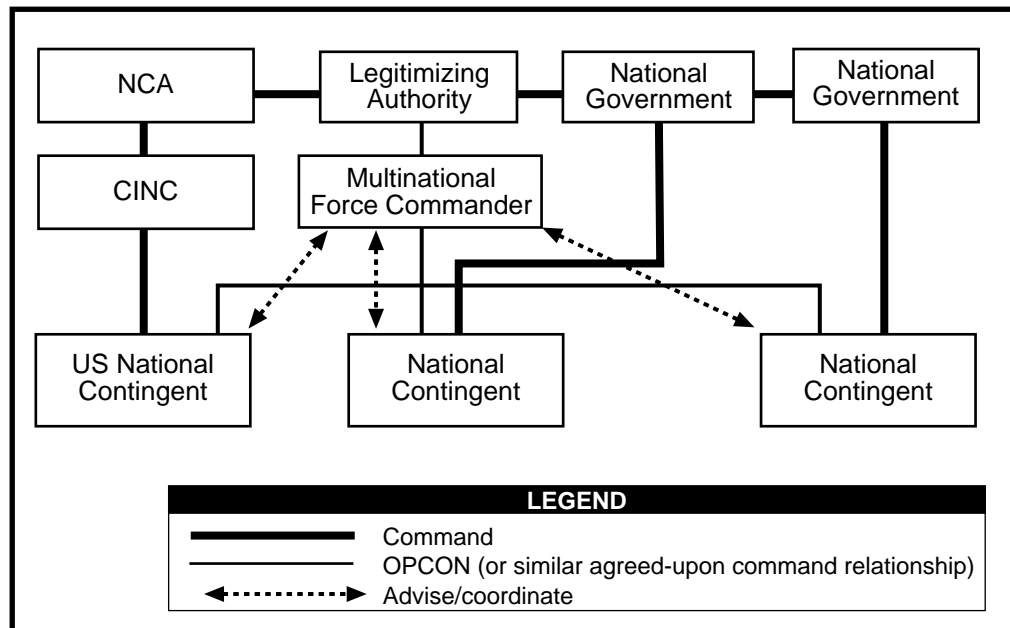 NCA
Legitimizing
Authority
National
Government
National
Government
CINC
Multinational
Force Commander
US National
Contingent
National
Contingent
National
Contingent
LEGEND
Command
OPCON (or similar agreed-upon command relationship)
Advise/coordinate